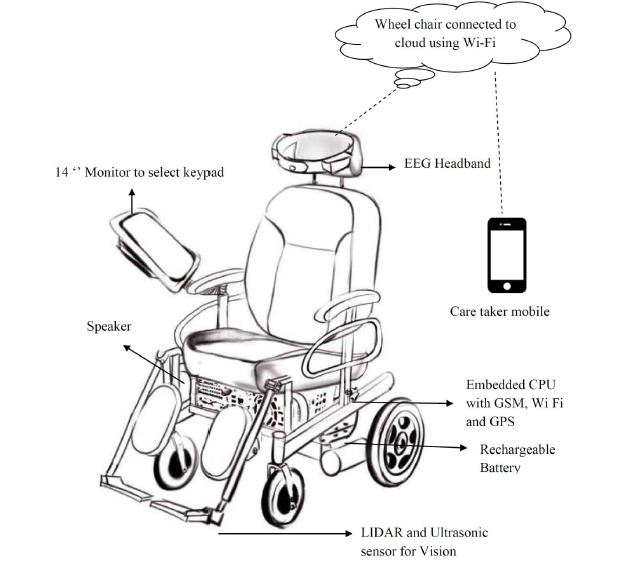 Wheel chair connected to
cloud using Wi-Fi
EEG Headband
14 ‘’ Monitor to select keypad
Care taker mobile
Speaker
Embedded CPU
with GSM, Wi Fi
and GPS
Rechargeable
Battery
LIDAR and Ultrasonic
sensor for Vision